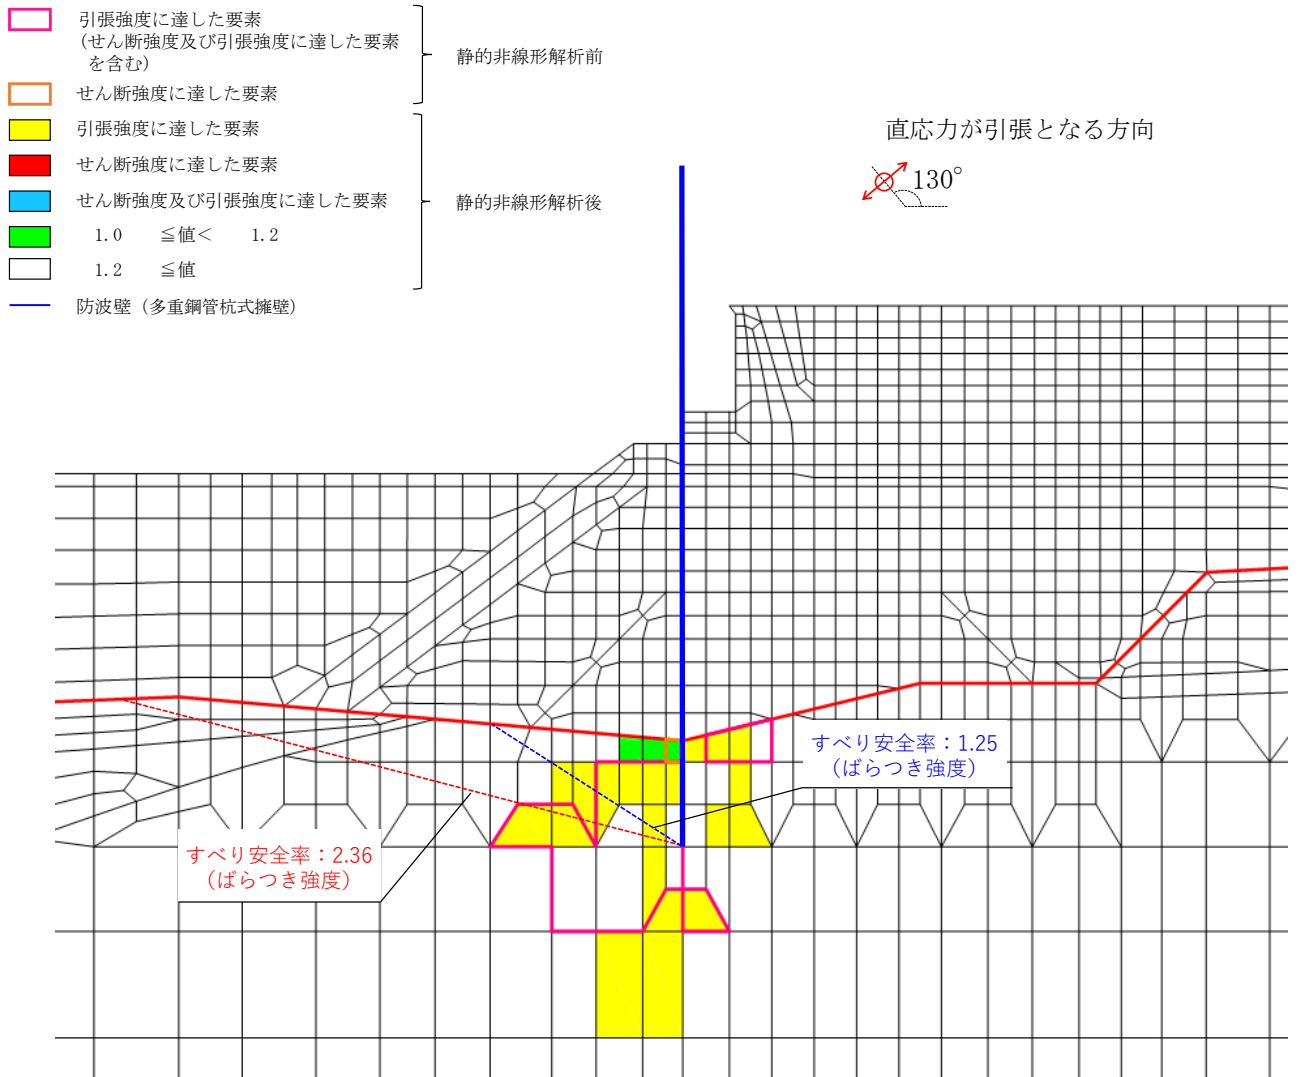 引張強度に達した要素
(せん断強度及び引張強度に達した要素
を含む)
静的非線形解析前
せん断強度に達した要素
引張強度に達した要素
せん断強度に達した要素
せん断強度及び引張強度に達した要素
静的非線形解析後
1.0 ≦値＜ 1.2
1.2 ≦値
防波壁（多重鋼管杭式擁壁）
直応力が引張となる方向
130°
すべり安全率：1.25
（ばらつき強度）
すべり安全率：2.36
（ばらつき強度）